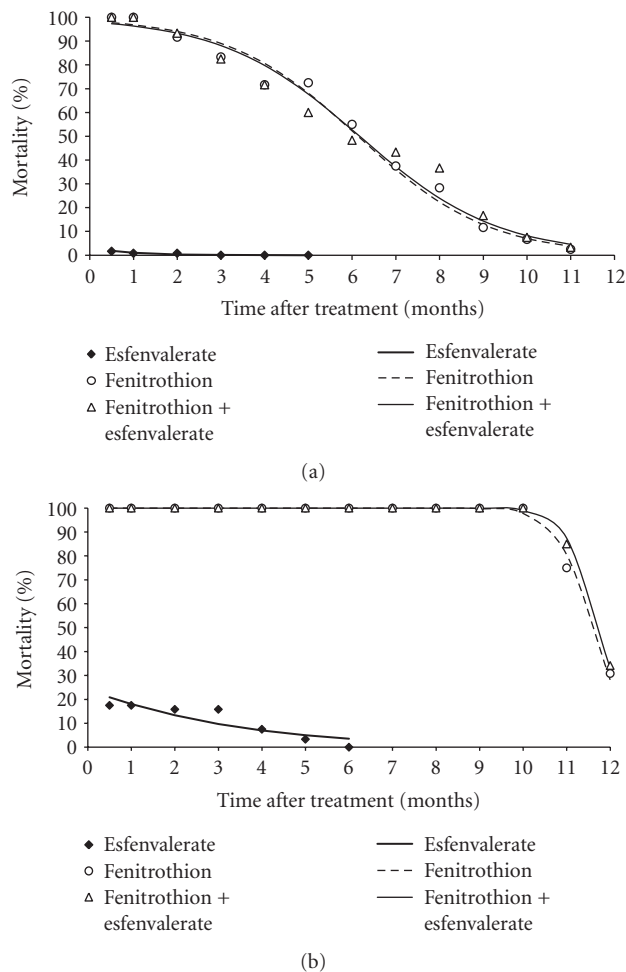 100
90
80
70
60
50
40
30
20
10
0
Mortality (%)
0 1 2 3 4 5 6 7 8 9 10 11 12
Time after treatment (months)
Esfenvalerate
Fenitrothion
Fenitrothion +
esfenvalerate
Esfenvalerate
Fenitrothion
Fenitrothion +
esfenvalerate
(a)
100
90
80
70
60
50
40
30
20
10
0
Mortality (%)
0 1 2 3 4 5 6 7 8 9 10 11 12
Time after treatment (months)
Esfenvalerate
Fenitrothion
Fenitrothion +
esfenvalerate
Esfenvalerate
Fenitrothion
Fenitrothion +
esfenvalerate
(b)